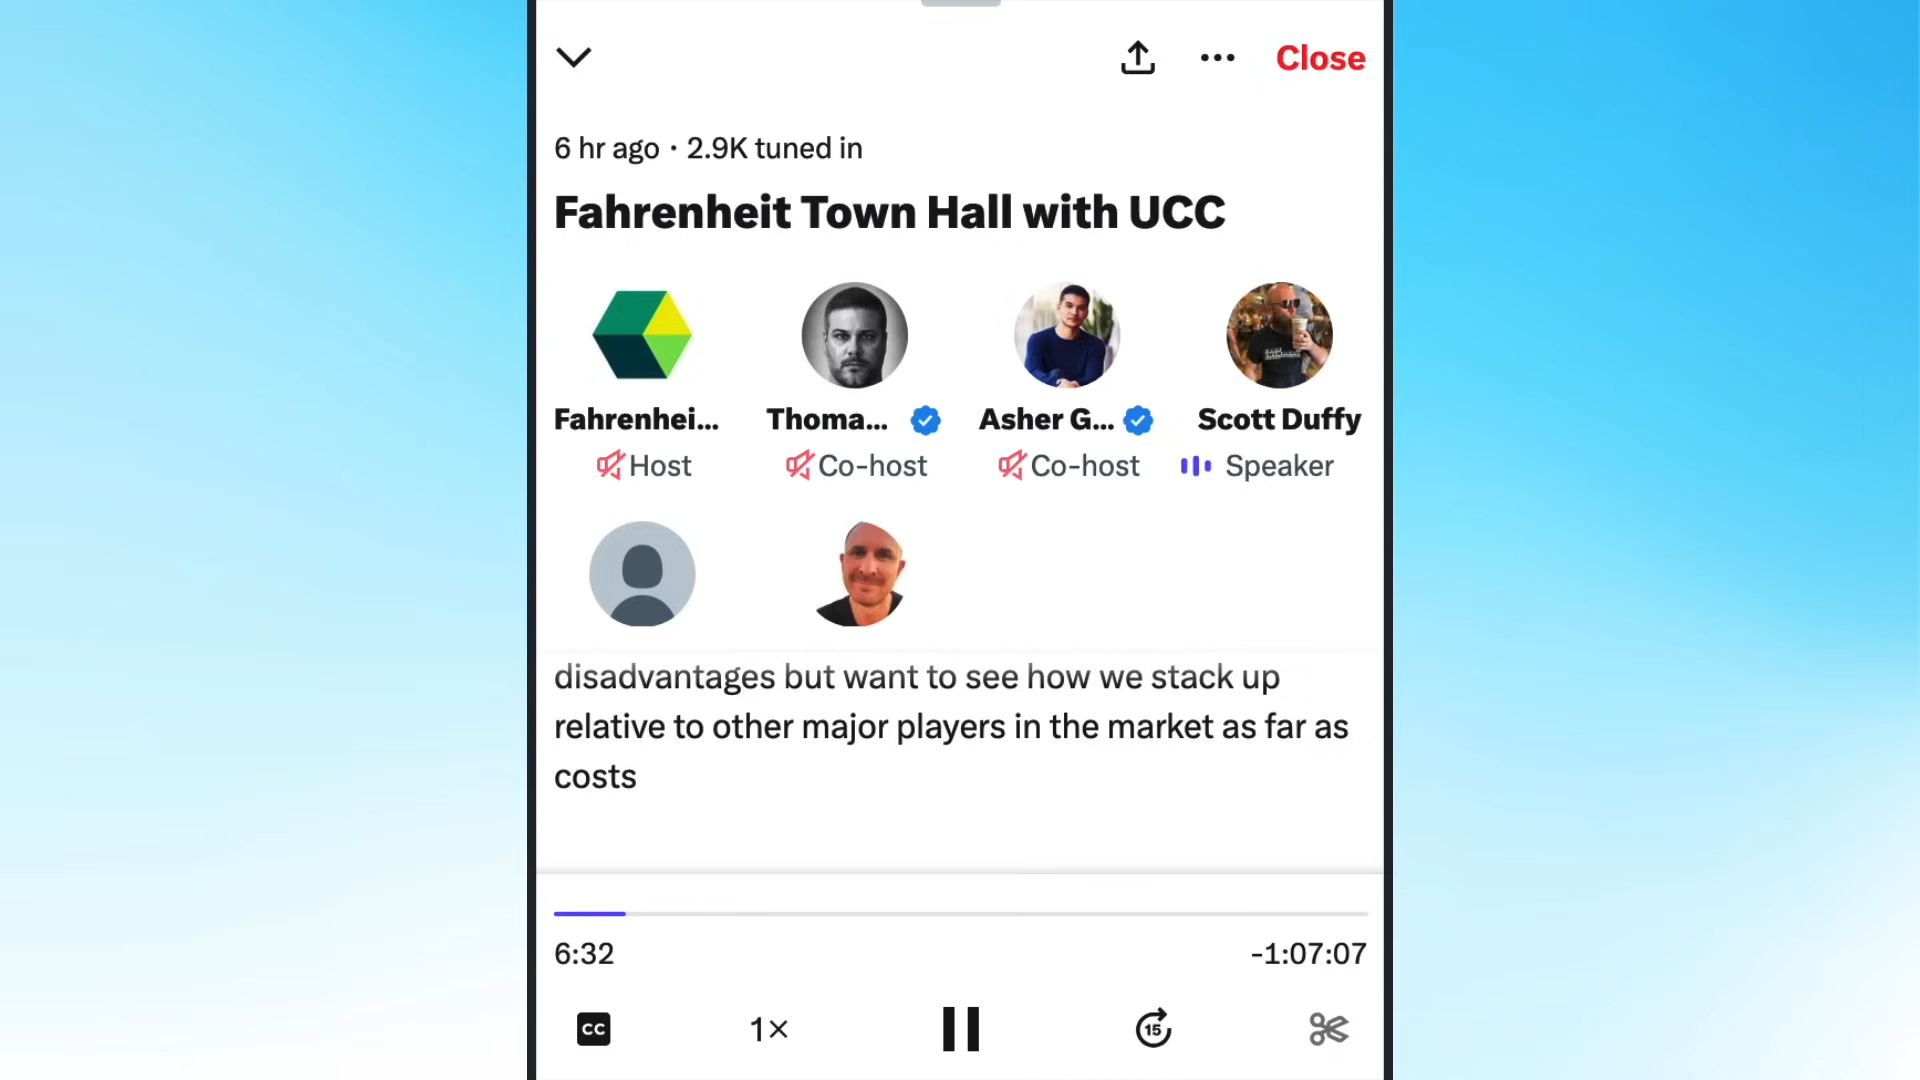 Close
6 hr ago · 2.9K tuned in
Fahrenheit Town Hall with UCC
Fahrenhei... Thoma... Asher G... Scott Duffy
Host Co-host Co-host Speaker
disadvantages but want to see how we stack up
relative to other major players in the market as far as
costs
6:32 -1:07:07
CC 1× 15